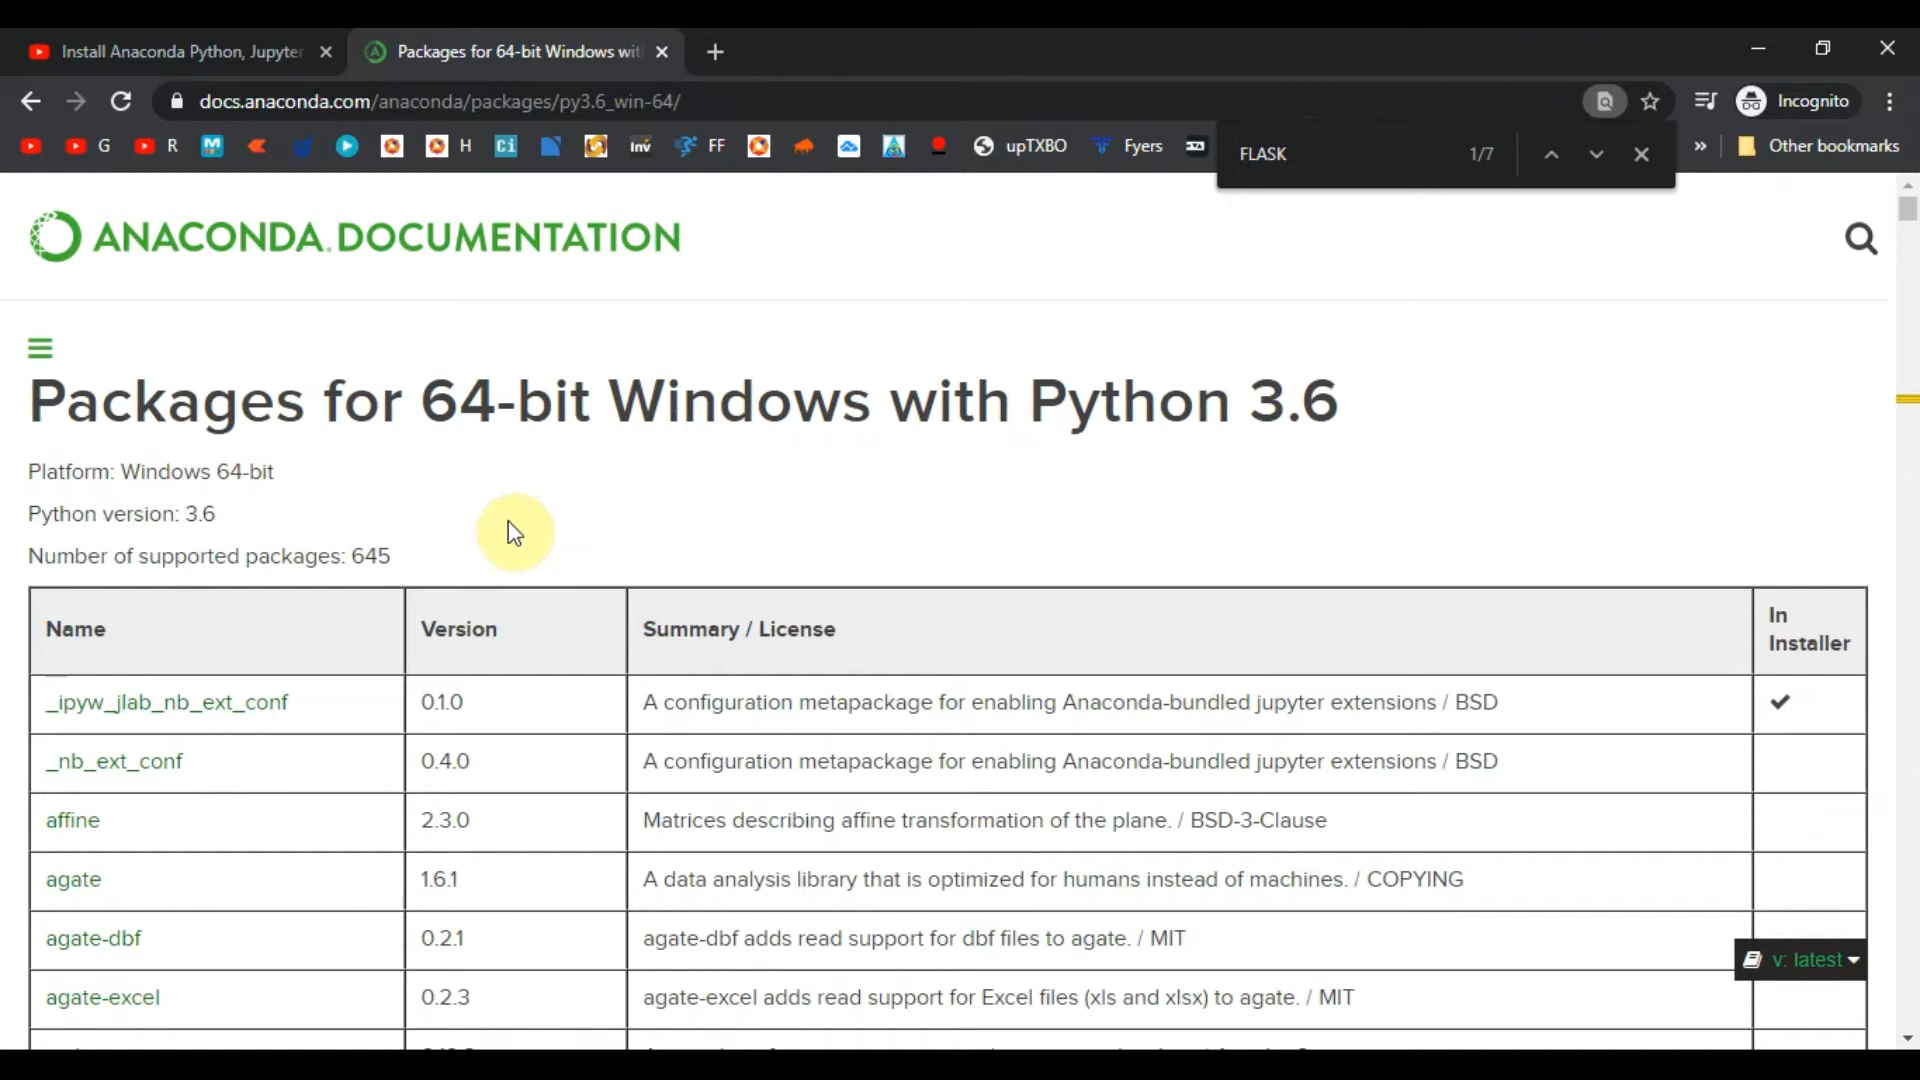 Install Anaconda Python, Jupyter
Packages for 64-bit Windows wit
docs.anaconda.com/anaconda/packages/py3.6_win-64/
Incognito
G
R
H
Ci
inv
FF
upTXBO
Fyers
»
Other bookmarks
FLASK 1/7
ANACONDA.DOCUMENTATION
Packages for 64-bit Windows with Python 3.6
Platform: Windows 64-bit
Python version: 3.6
Number of supported packages: 645
Name Version Summary / License In Installer
_ipyw_jlab_nb_ext_conf 0.1.0 A configuration metapackage for enabling Anaconda-bundled jupyter extensions / BSD ✔
_nb_ext_conf 0.4.0 A configuration metapackage for enabling Anaconda-bundled jupyter extensions / BSD
affine 2.3.0 Matrices describing affine transformation of the plane. / BSD-3-Clause
agate 1.6.1 A data analysis library that is optimized for humans instead of machines. / COPYING
agate-dbf 0.2.1 agate-dbf adds read support for dbf files to agate. / MIT
v: latest
agate-excel 0.2.3 agate-excel adds read support for Excel files (xls and xlsx) to agate. / MIT